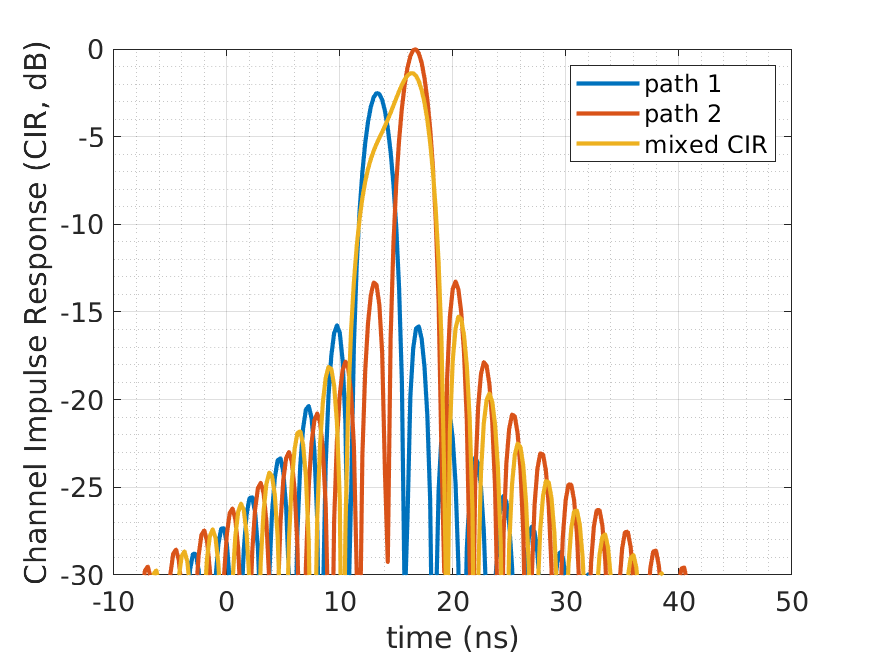 Channel Impulse Response (CIR, dB)
0
-5
-10
-15
-20
-25
-30
path 1
path 2
mixed CIR
-10 0 10 20 30 40 50
time (ns)